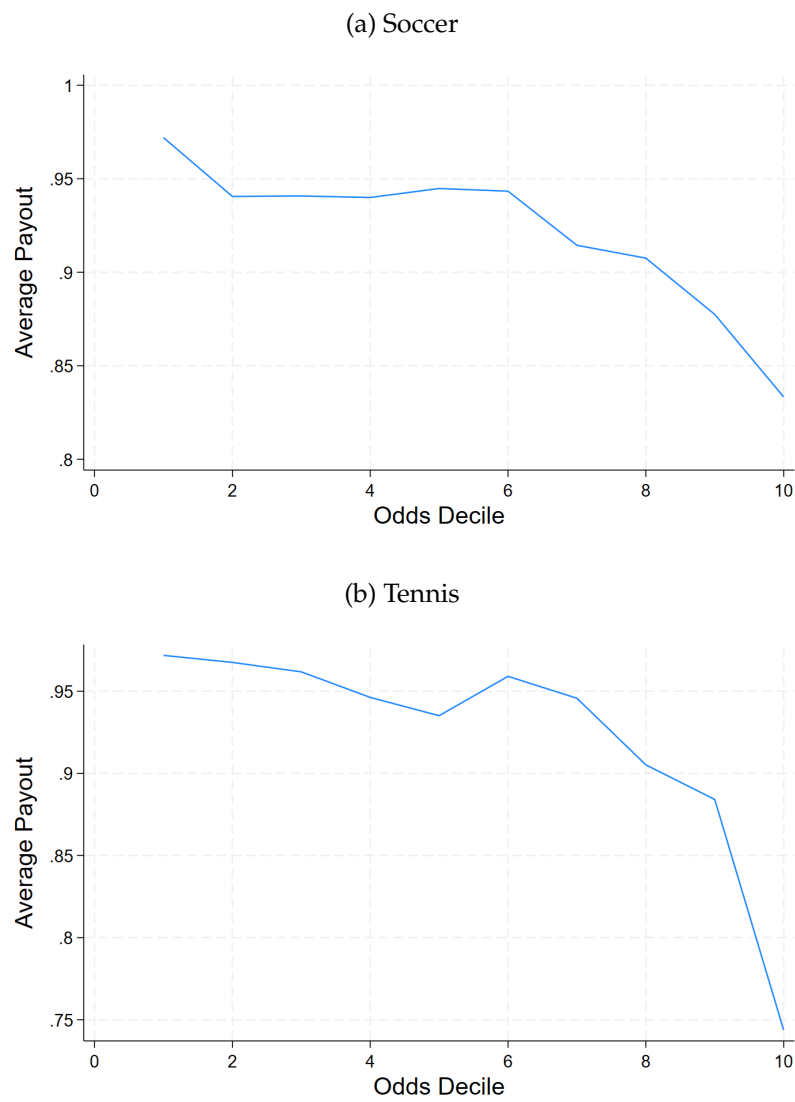 (a) Soccer
1
.95
.9
.85
.8
Average Payout
0 2 4 6 8 10
Odds Decile
(b) Tennis
.95
.9
.85
.8
.75
Average Payout
0 2 4 6 8 10
Odds Decile